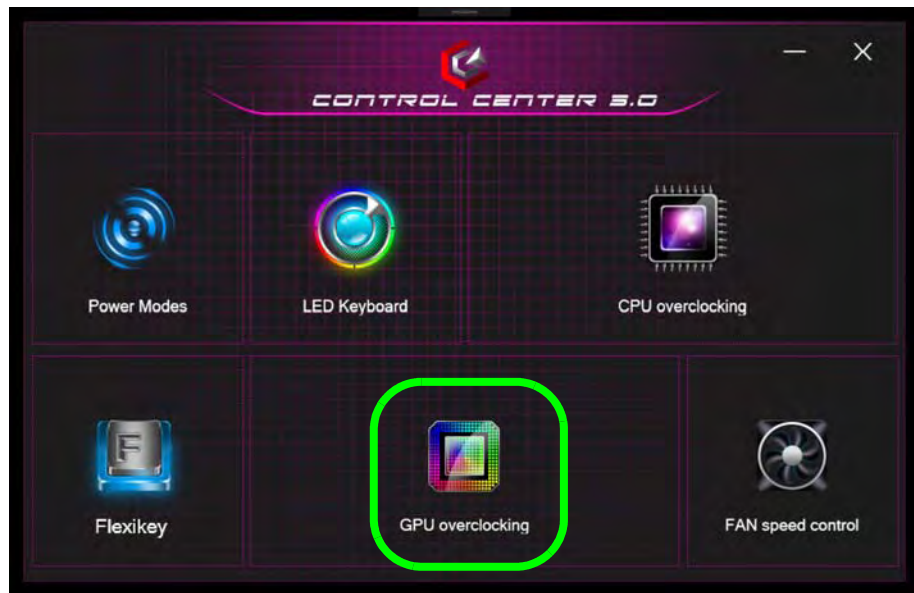 CONTROL CENTER 3.0
Power Modes
LED Keyboard
CPU overclocking
F
Flexikey
GPU overclocking
FAN speed control